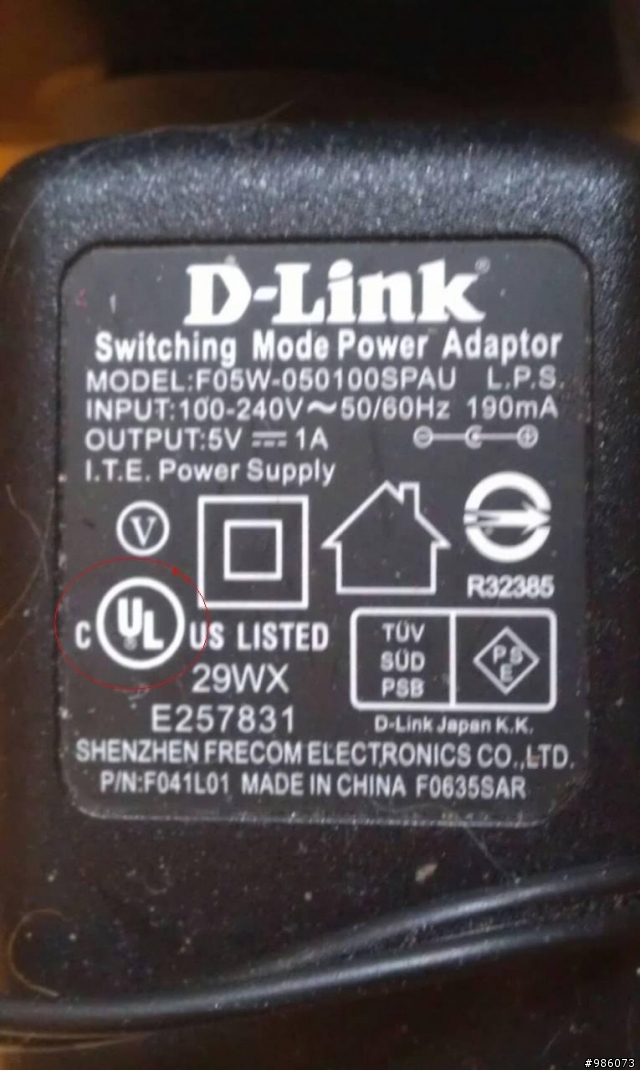 D-Link®
Switching Mode Power Adaptor
MODEL:F05W-050100SPAU L.P.S.
INPUT:100-240V~50/60Hz 190mA
OUTPUT:5V ⎓ 1A
I.T.E. Power Supply
V
R32385
C UL® US LISTED
29WX
E257831
TÜV
SÜD
PSB
PSE
D-Link Japan K.K.
SHENZHEN FRECOM ELECTRONICS CO.,LTD.
P/N:F041L01 MADE IN CHINA F0635SAR
#986073